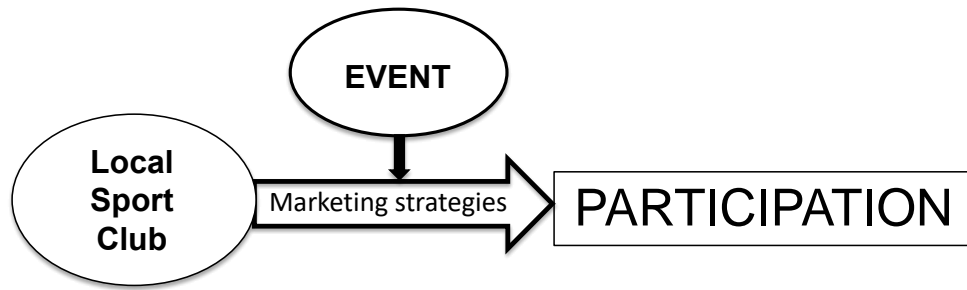 EVENT
Local
Sport
Club
Marketing strategies
PARTICIPATION